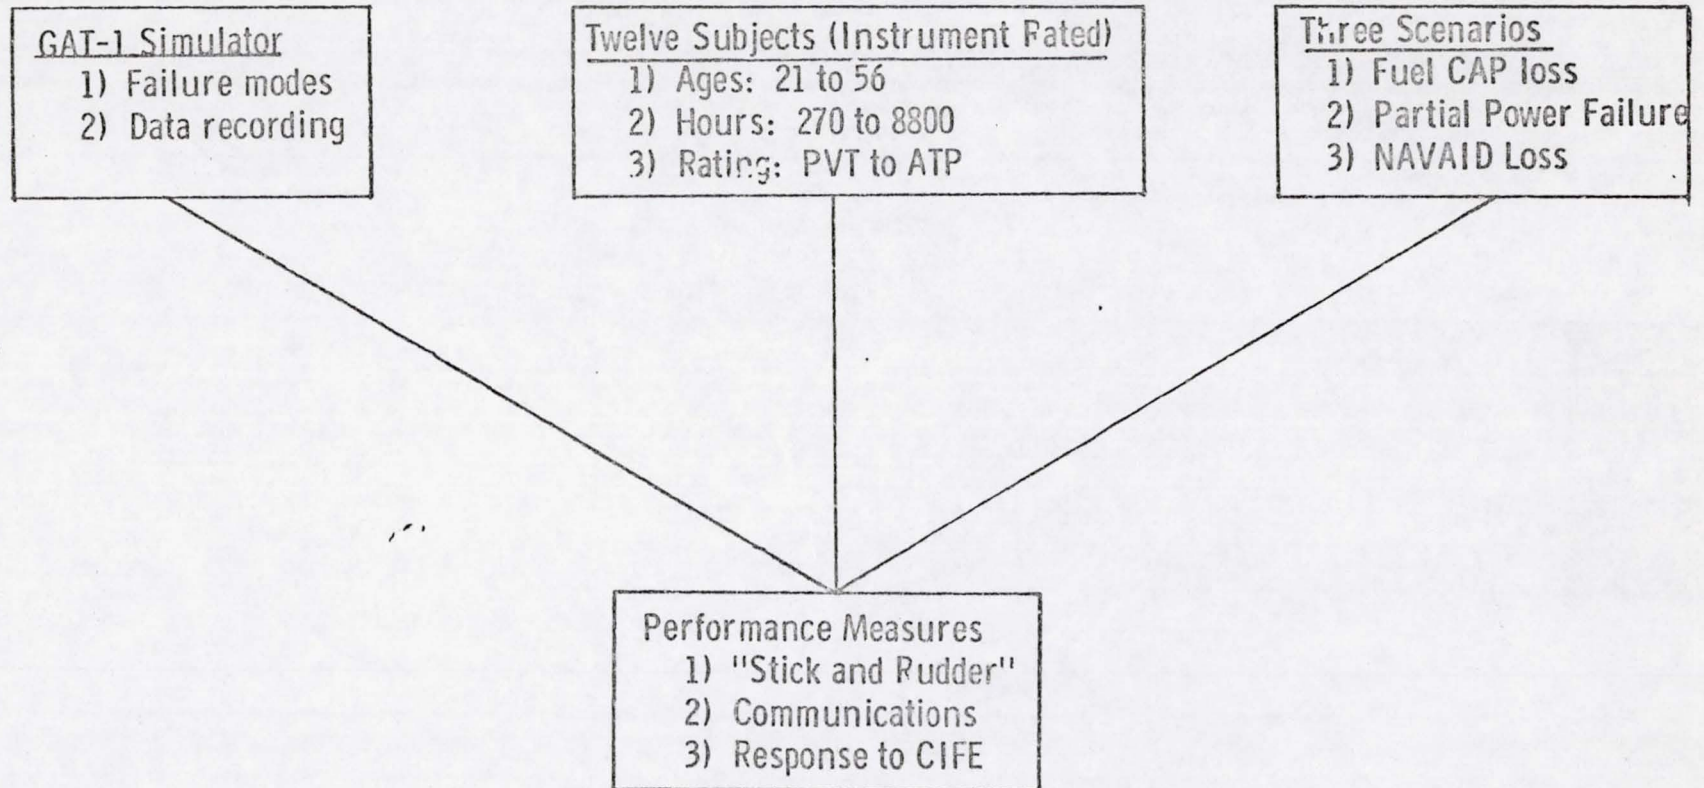 GAT-1 Simulator
1) Failure modes
2) Data recording
Twelve Subjects (Instrument Fated)
1) Ages: 21 to 56
2) Hours: 270 to 8800
3) Rating: PVT to ATP
Three Scenarios
1) Fuel CAP loss
2) Partial Power Failure
3) NAVAID Loss
Performance Measures
1) "Stick and Rudder"
2) Communications
3) Response to CIFE